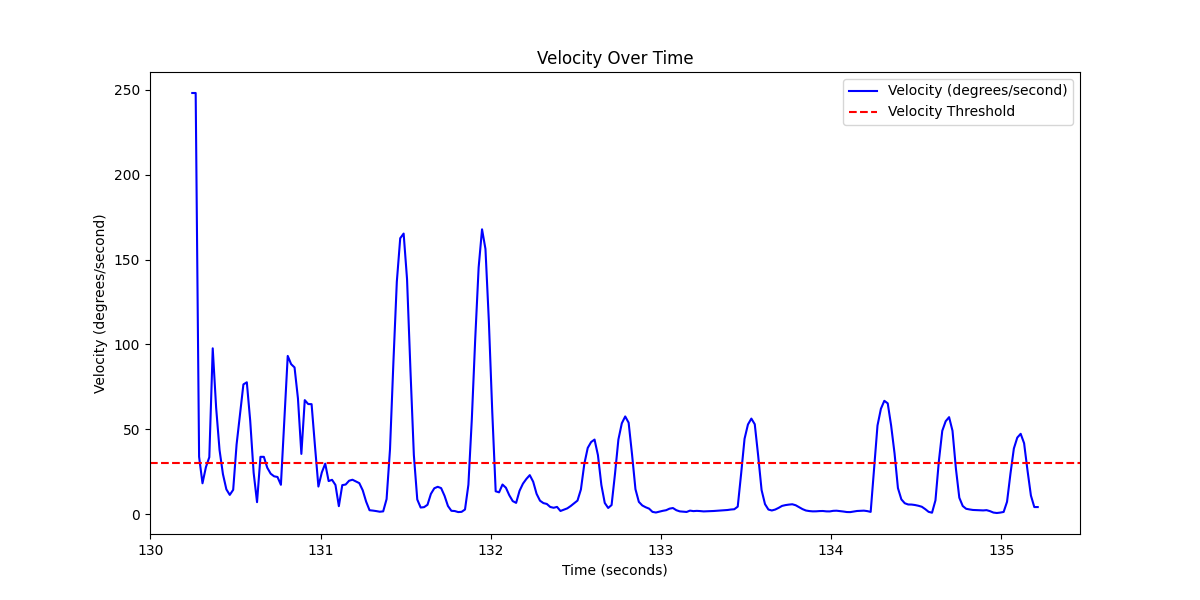 Velocity Over Time
Velocity (degrees/second)
Velocity Threshold
Velocity (degrees/second)
250
200
150
100
50
0
130
131
132
133
134
135
Time (seconds)